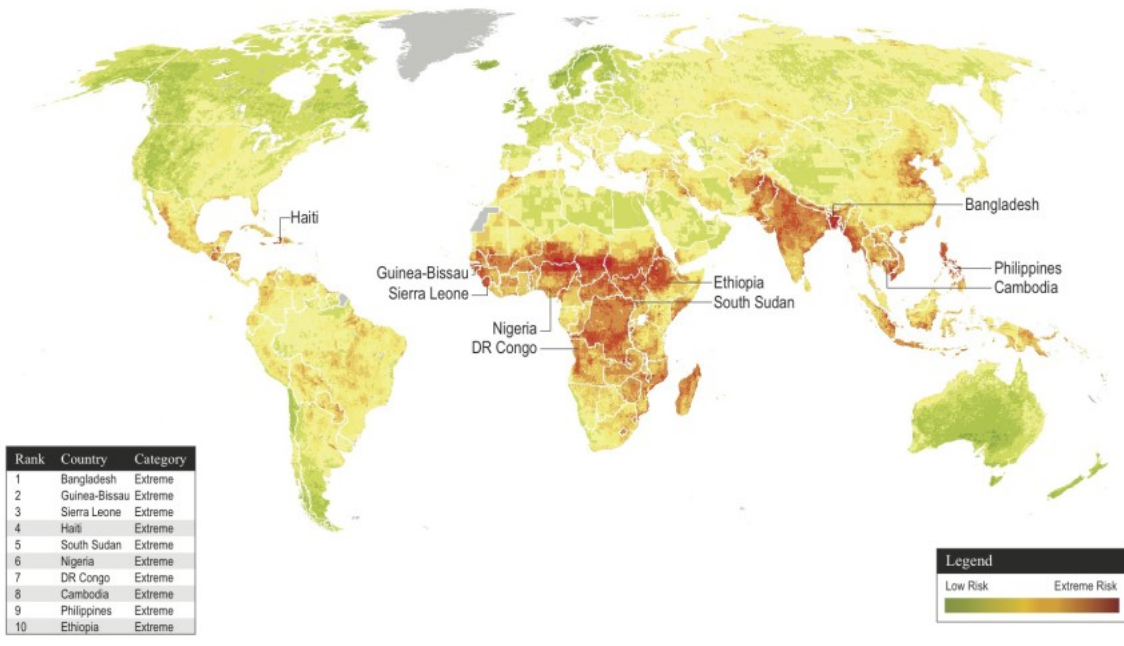 Haiti
Bangladesh
Guinea-Bissau
Sierra Leone
Ethiopia
South Sudan
Philippines
Cambodia
Nigeria
DR Congo
Rank Country Category
1 Bangladesh Extreme
2 Guinea-Bissau Extreme
3 Sierra Leone Extreme
4 Haiti Extreme
5 South Sudan Extreme
6 Nigeria Extreme
7 DR Congo Extreme
8 Cambodia Extreme
9 Philippines Extreme
10 Ethiopia Extreme
Legend
Low Risk Extreme Risk